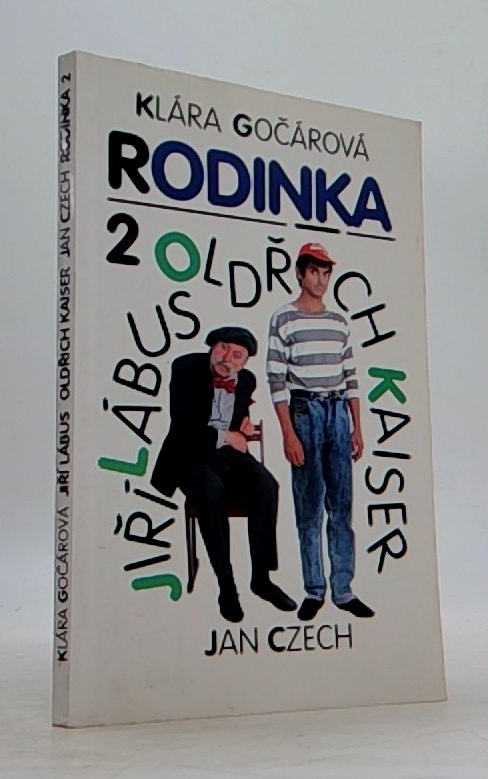 KLÁRA GOČÁROVÁ
RODINKA
2
JIŘÍ LÁBUS
OLDŘICH KAISER
JAN CZECH
KLÁRA GOČÁROVÁ JIŘÍ LÁBUS OLDŘICH KAISER JAN CZECH RODINKA 2